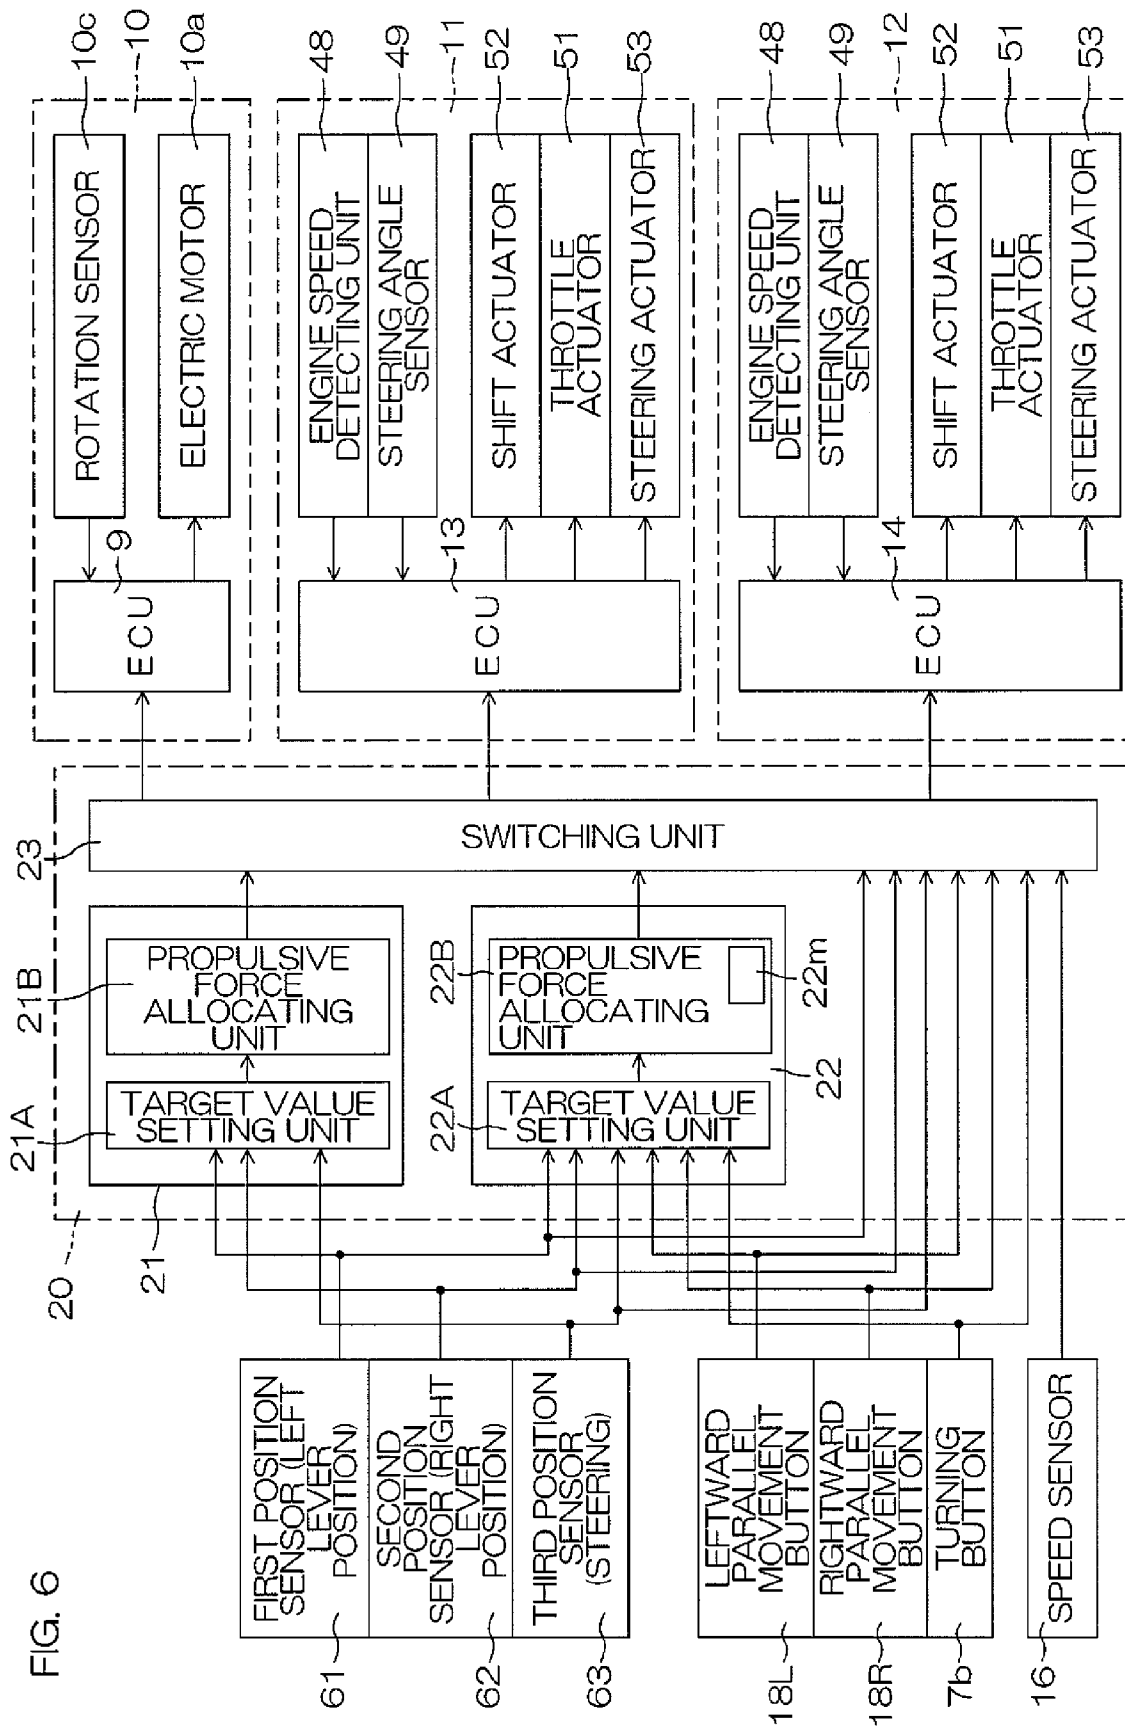 FIG. 6
10c
10
10a
48
49
11
52
51
53
48
49
12
52
51
53
ROTATION SENSOR
ELECTRIC MOTOR
ENGINE SPEED
DETECTING UNIT
STEERING ANGLE
SENSOR
SHIFT ACTUATOR
THROTTLE
ACTUATOR
STEERING ACTUATOR
ENGINE SPEED
DETECTING UNIT
STEERING ANGLE
SENSOR
SHIFT ACTUATOR
THROTTLE
ACTUATOR
STEERING ACTUATOR
9
ECU
13
ECU
14
ECU
23
SWITCHING UNIT
21B
PROPULSIVE
FORCE
ALLOCATING
UNIT
22B
PROPULSIVE
FORCE
ALLOCATING
UNIT
22m
21A
TARGET VALUE
SETTING UNIT
22A
TARGET VALUE
SETTING UNIT
22
20
21
FIRST POSITION
SENSOR (LEFT
LEVER
POSITION)
SECOND
POSITION
SENSOR (RIGHT
LEVER
POSITION)
THIRD POSITION
SENSOR
(STEERING)
LEFTWARD
PARALLEL
MOVEMENT
BUTTON
RIGHTWARD
PARALLEL
MOVEMENT
BUTTON
TURNING
BUTTON
SPEED SENSOR
61
62
63
18L
18R
7b
16